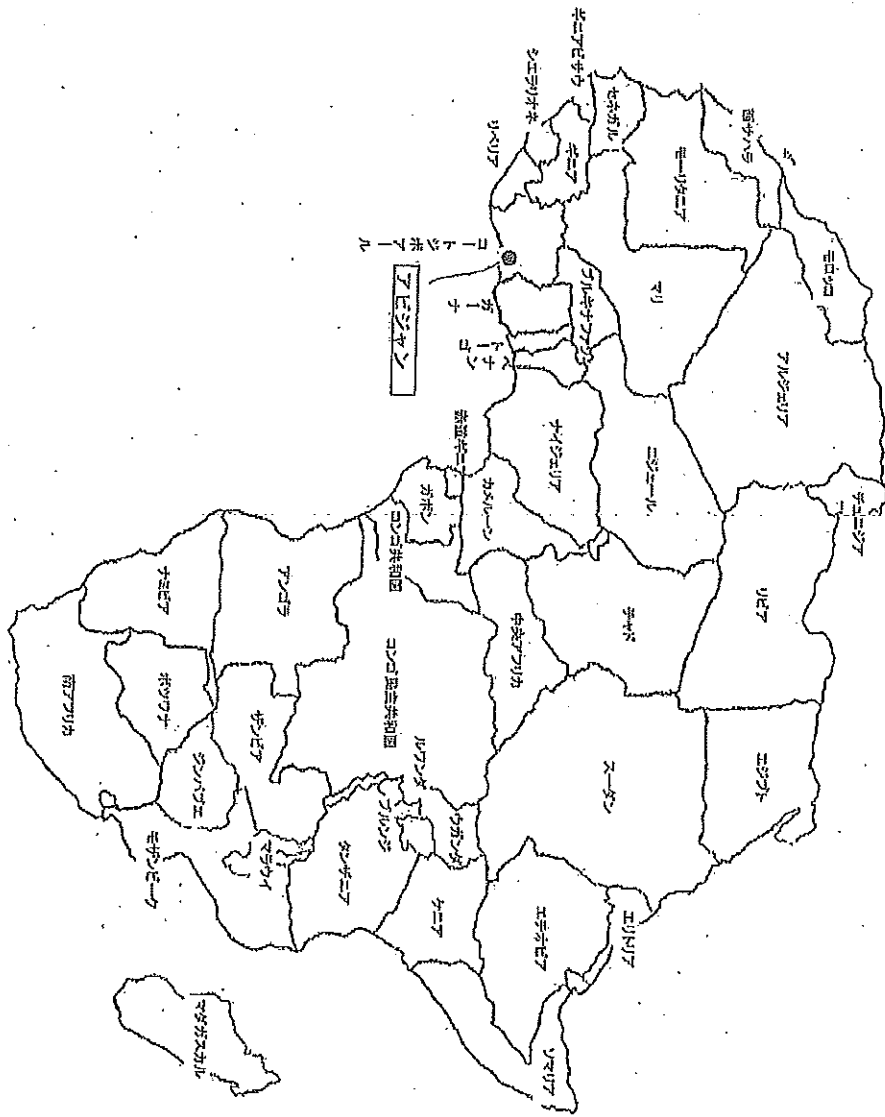 モロッコ
チュニジア
西サハラ
アルジェリア
リビア
エジプト
モーリタニア
マリ
ニジェール
チャド
スーダン
エリトリア
セネガル
ギニアビサウ
ギニア
シエラリオネ
リベリア
コートジボアール
アビジャン
ブルキナファソ
ガーナ
トーゴ
ベナン
ナイジェリア
カメルーン
中央アフリカ
エチオピア
ソマリア
赤道ギニー
ガボン
コンゴ共和国
コンゴ民主共和国
ウガンダ
ケニア
ルワンダ
ブルンジ
タンザニア
アンゴラ
ザンビア
マラウイ
モザンビーク
ナミビア
ボツワナ
ジンバブエ
南アフリカ
マダガスカル